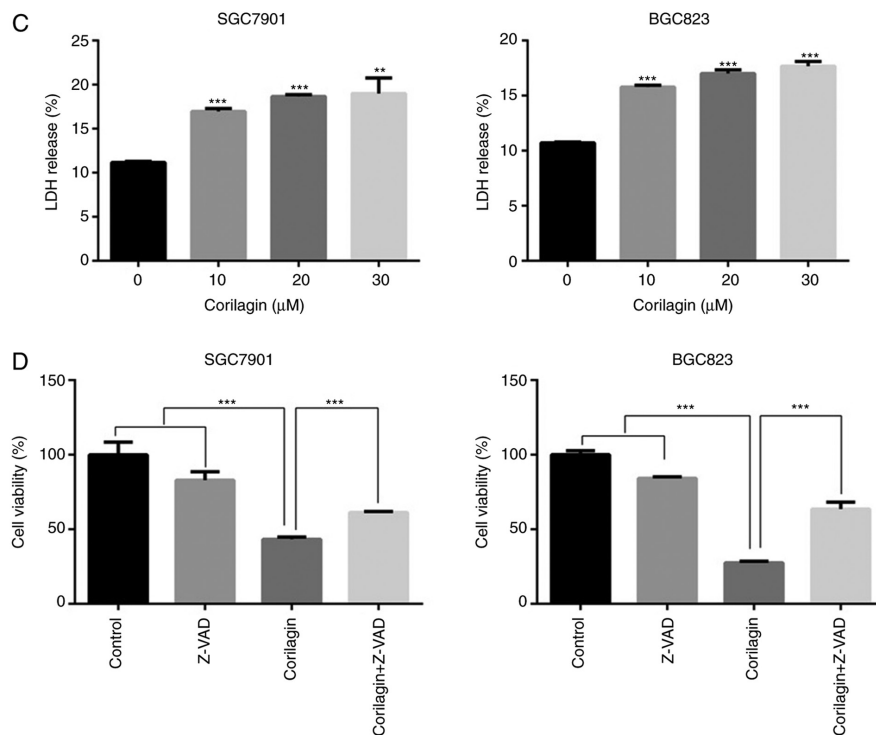 C
SGC7901
LDH release (%)
25
20
15
10
5
0
*** *** **
0 10 20 30
Corilagin (μM)
BGC823
LDH release (%)
20
15
10
5
0
*** *** ***
0 10 20 30
Corilagin (μM)
D
SGC7901
Cell viability (%)
150
100
50
0
*** ***
Control
Z-VAD
Corilagin
Corilagin+Z-VAD
BGC823
Cell viability (%)
150
100
50
0
*** ***
Control
Z-VAD
Corilagin
Corilagin+Z-VAD